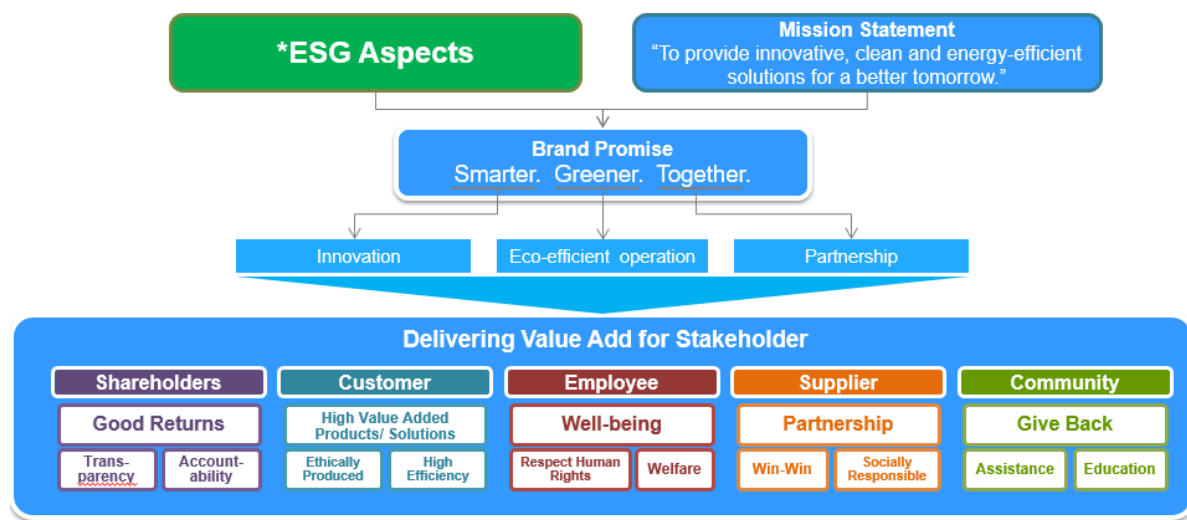 *ESG Aspects
Mission Statement
“To provide innovative, clean and energy-efficient
solutions for a better tomorrow.”
Brand Promise
Smarter. Greener. Together.
Innovation
Eco-efficient operation
Partnership
Delivering Value Add for Stakeholder
Shareholders
Good Returns
Trans-
parency
Account-
ability
Customer
High Value Added
Products/ Solutions
Ethically
Produced
High
Efficiency
Employee
Well-being
Respect Human
Rights
Welfare
Supplier
Partnership
Win-Win
Socially
Responsible
Community
Give Back
Assistance
Education